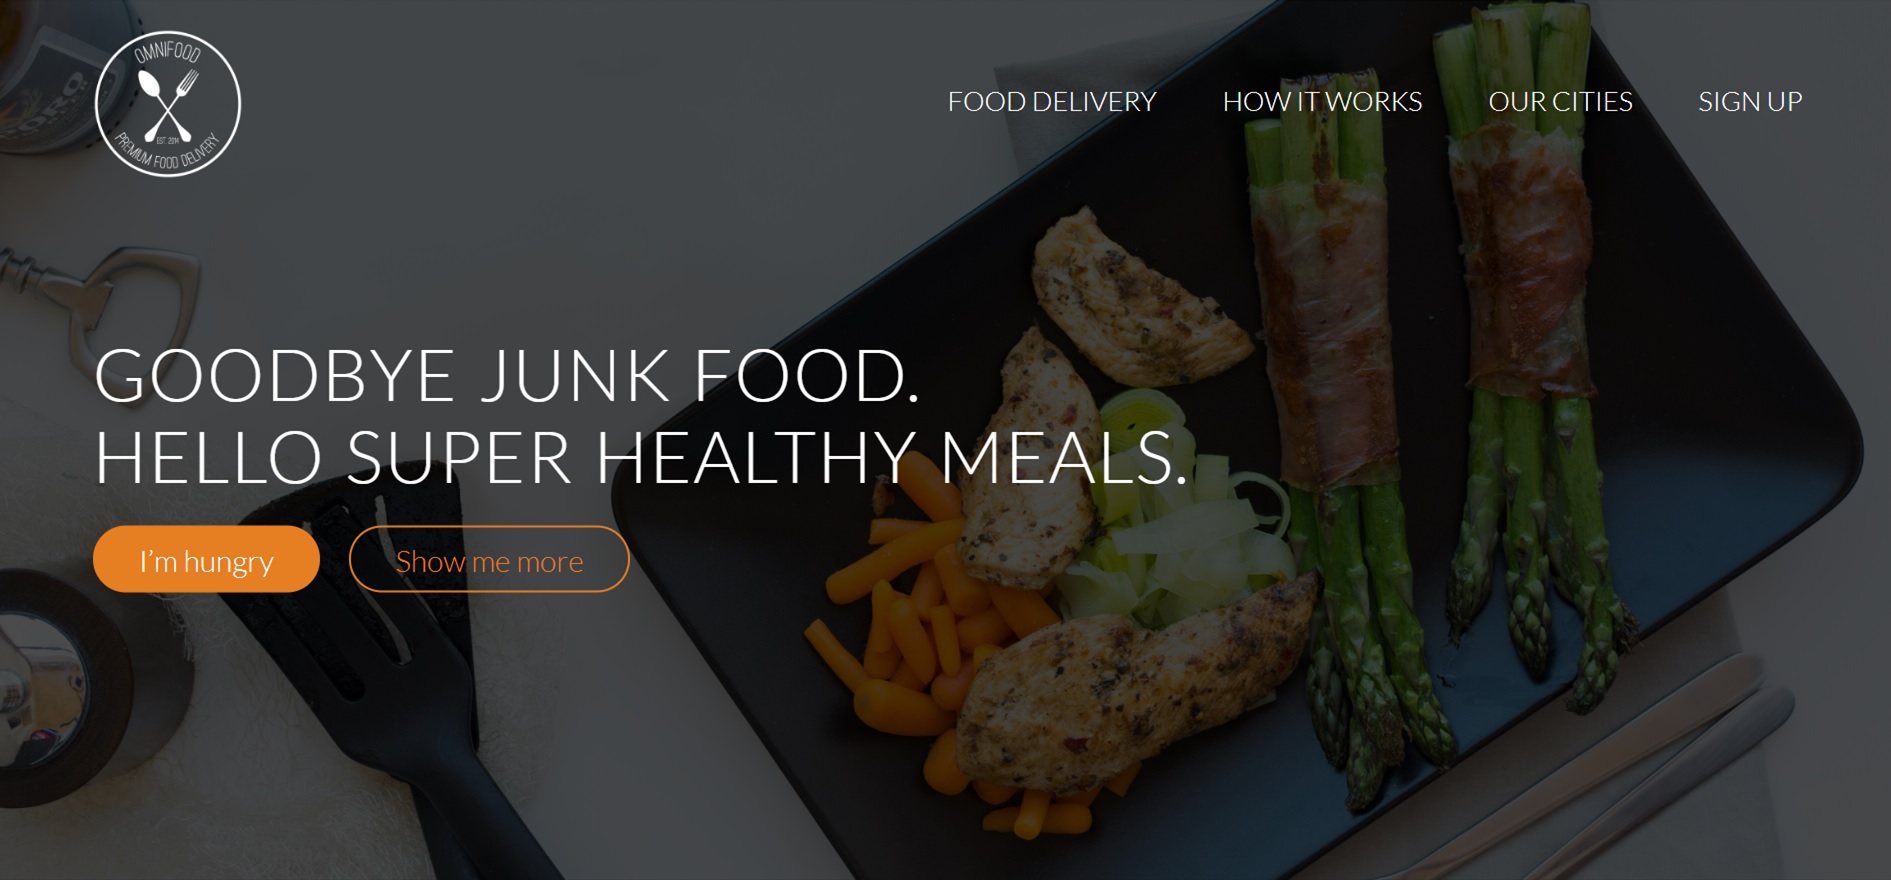 OMNIFOOD
EST. 2014
PREMIUM FOOD DELIVERY
FOOD DELIVERY
HOW IT WORKS
OUR CITIES
SIGN UP
GOODBYE JUNK FOOD.
HELLO SUPER HEALTHY MEALS.
I'm hungry
Show me more